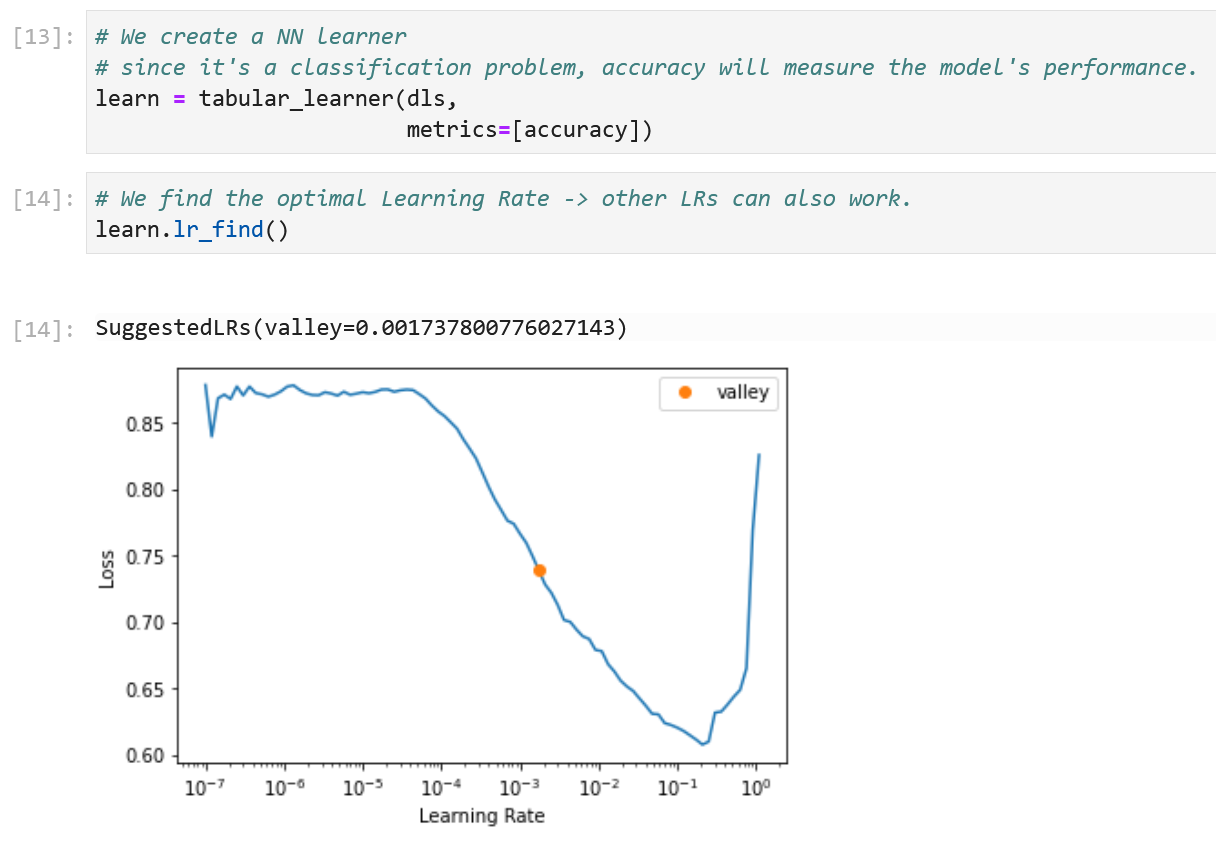 [13]: # We create a NN learner
# since it's a classification problem, accuracy will measure the model's performance.
learn = tabular_learner(dls,
metrics=[accuracy])
[14]: # We find the optimal Learning Rate -> other LRs can also work.
learn.lr_find()
[14]: SuggestedLRs(valley=0.001737800776027143)
valley
0.85
0.80
0.75
0.70
0.65
0.60
Loss
10⁻⁷ 10⁻⁶ 10⁻⁵ 10⁻⁴ 10⁻³ 10⁻² 10⁻¹ 10⁰
Learning Rate